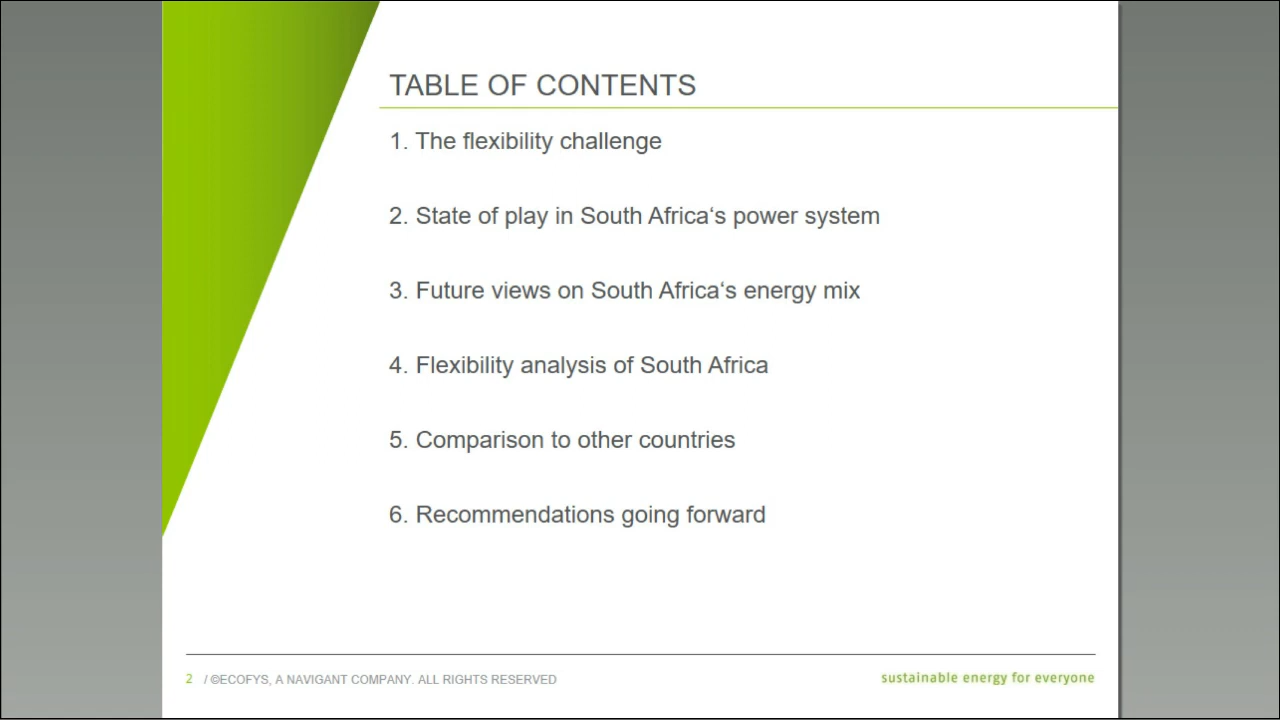 TABLE OF CONTENTS
1. The flexibility challenge
2. State of play in South Africa‘s power system
3. Future views on South Africa‘s energy mix
4. Flexibility analysis of South Africa
5. Comparison to other countries
6. Recommendations going forward
2 / ©ECOFYS, A NAVIGANT COMPANY. ALL RIGHTS RESERVED
sustainable energy for everyone